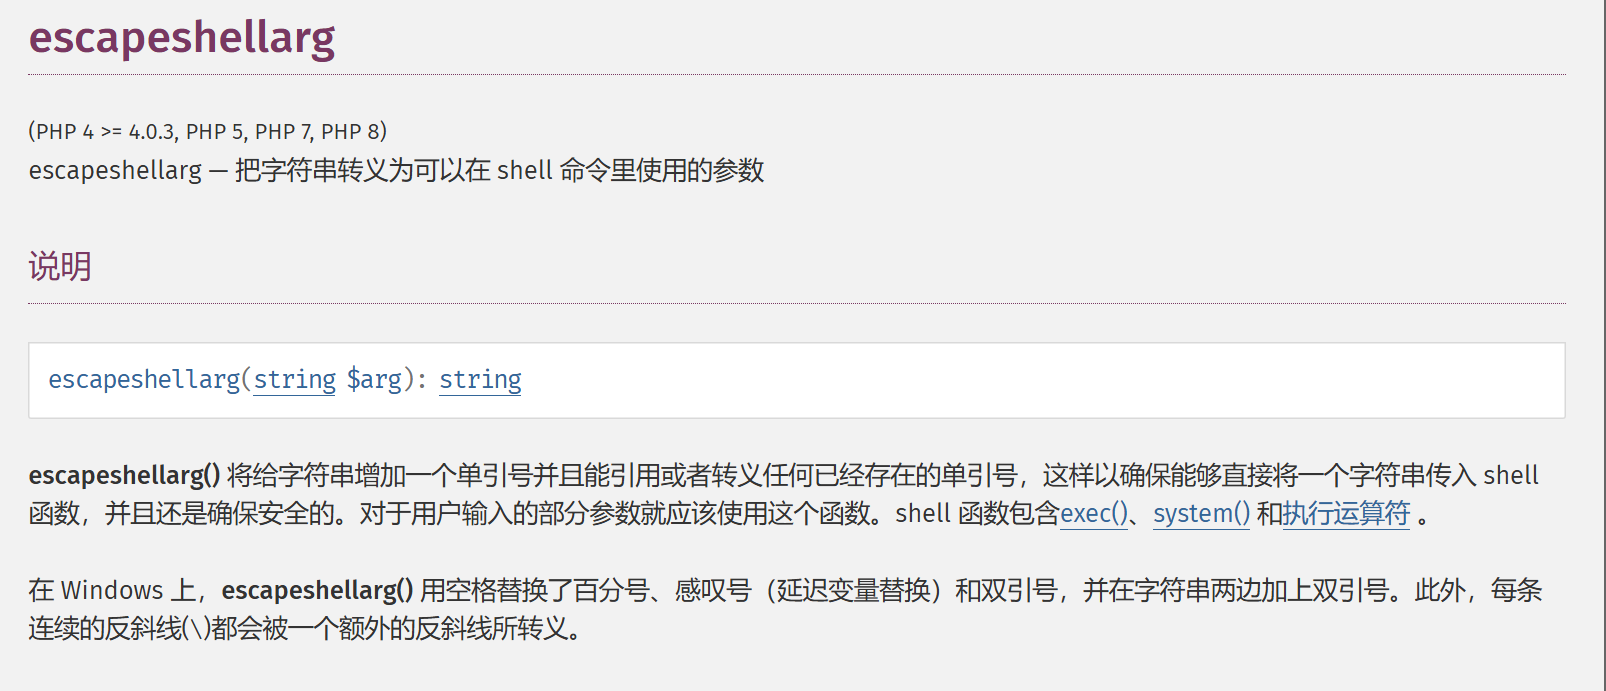 escapeshellarg
(PHP 4 >= 4.0.3, PHP 5, PHP 7, PHP 8)
escapeshellarg — 把字符串转义为可以在 shell 命令里使用的参数
说明
escapeshellarg(string $arg): string
escapeshellarg() 将给字符串增加一个单引号并且能引用或者转义任何已经存在的单引号，这样以确保能够直接将一个字符串传入 shell
函数，并且还是确保安全的。对于用户输入的部分参数就应该使用这个函数。shell 函数包含exec()、system() 和执行运算符 。
在 Windows 上，escapeshellarg() 用空格替换了百分号、感叹号（延迟变量替换）和双引号，并在字符串两边加上双引号。此外，每条
连续的反斜线(\)都会被一个额外的反斜线所转义。